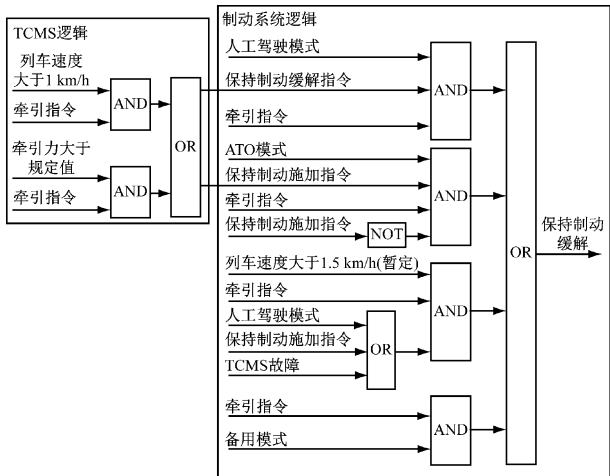 TCMS逻辑
列车速度
大于1 km/h
牵引指令
AND
牵引力大于
规定值
牵引指令
AND
OR
制动系统逻辑
人工驾驶模式
保持制动缓解指令
牵引指令
AND
ATO模式
保持制动施加指令
牵引指令
保持制动施加指令
NOT
AND
列车速度大于1.5 km/h(暂定)
牵引指令
人工驾驶模式
保持制动施加指令
TCMS故障
OR
AND
牵引指令
备用模式
AND
OR
保持制动
缓解